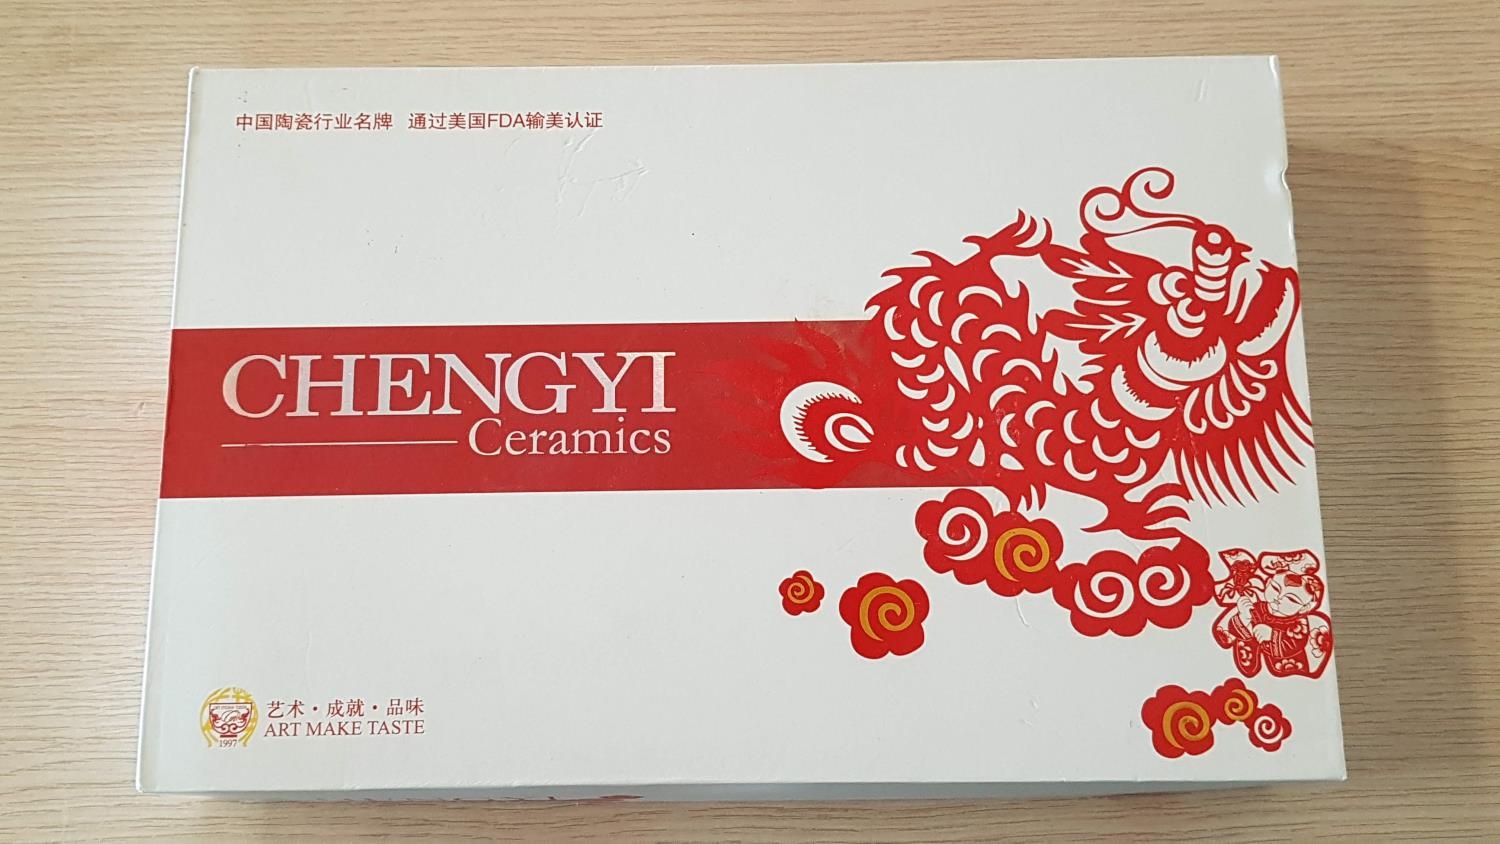 中国陶瓷行业名牌 通过美国FDA输美认证
CHENGYI
Ceramics
艺术·成就·品味
ART MAKE TASTE
1997